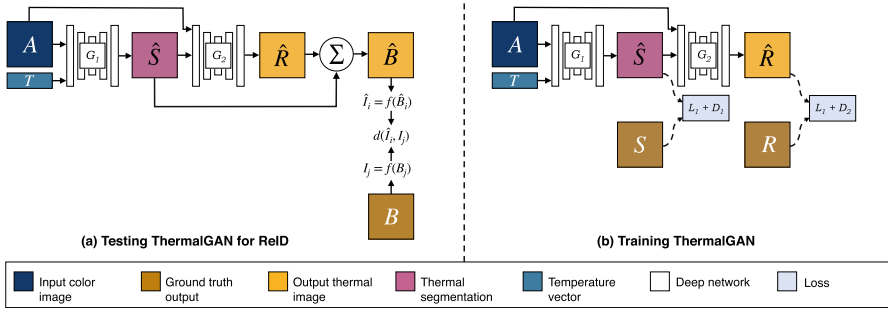 A
T
G1
Ŝ
G2
R̂
Σ
B̂
Îi = f(B̂i)
d(Îi, Ij)
Ij = f(Bj)
B
(a) Testing ThermalGAN for ReID
A
T
G1
Ŝ
G2
R̂
L1 + D1
L1 + D2
S
R
(b) Training ThermalGAN
Input color
image
Ground truth
output
Output thermal
image
Thermal
segmentation
Temperature
vector
Deep network
Loss